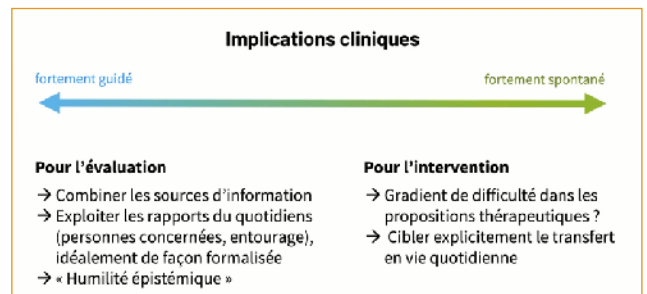 Implications cliniques
fortement guidé
fortement spontané
Pour l'évaluation
→ Combiner les sources d'information
→ Exploiter les rapports du quotidiens
(personnes concernées, entourage),
idéalement de façon formalisée
→ « Humilité épistémique »
Pour l'intervention
→ Gradient de difficulté dans les
propositions thérapeutiques ?
→ Cibler explicitement le transfert
en vie quotidienne